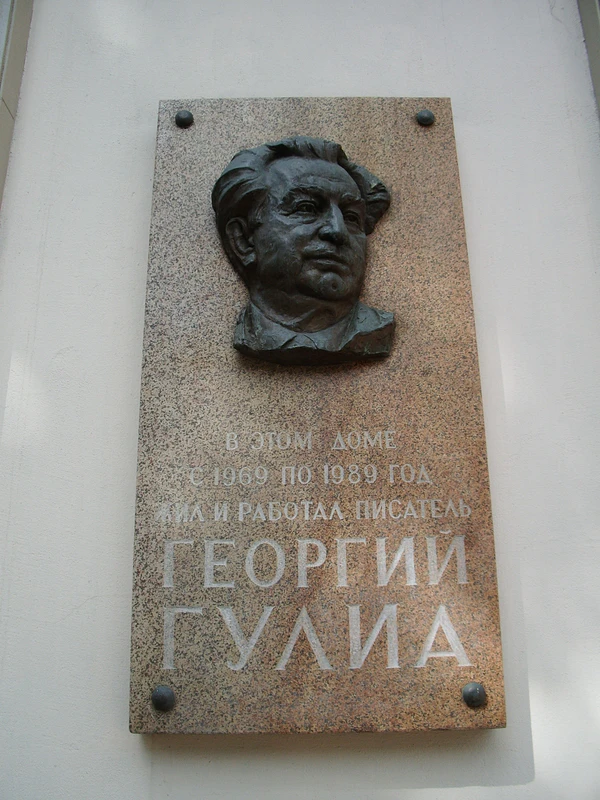 В ЭТОМ ДОМЕ
С 1969 ПО 1989 ГОД
ЖИЛ И РАБОТАЛ ПИСАТЕЛЬ
ГЕОРГИЙ
ГУЛИА